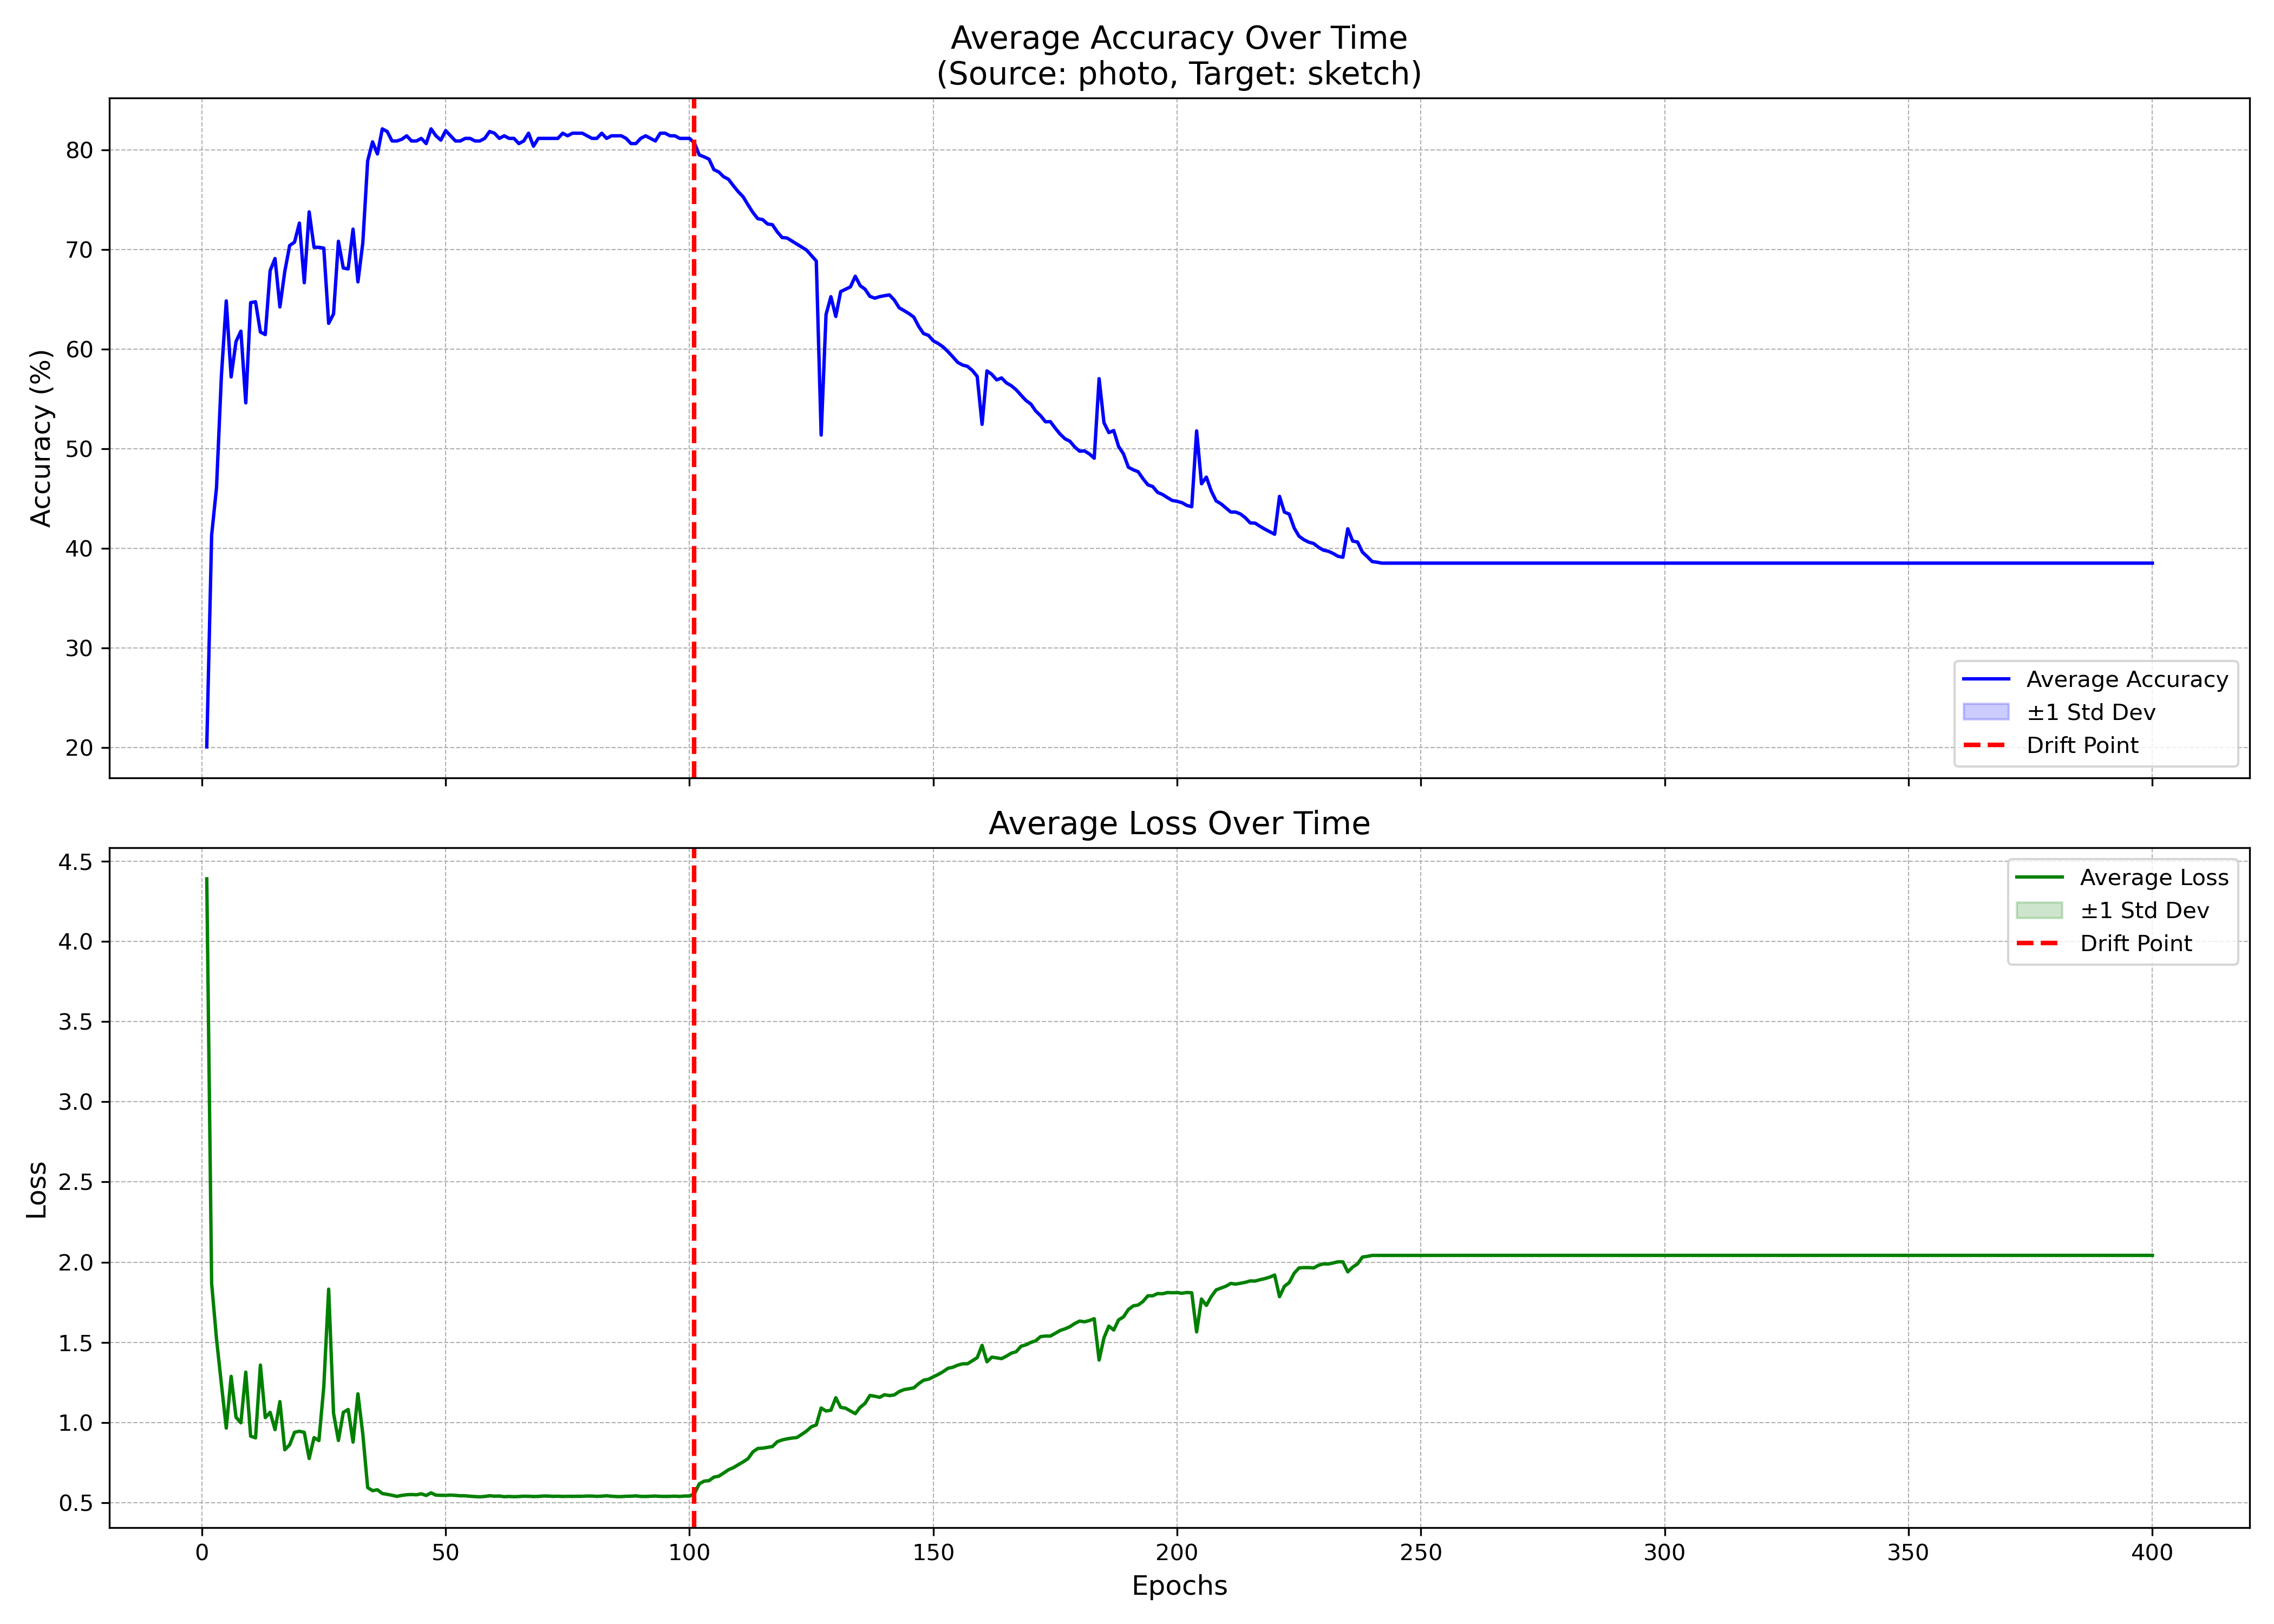 Average Accuracy Over Time
(Source: photo, Target: sketch)
Accuracy (%)
80
70
60
50
40
30
20
Average Accuracy
±1 Std Dev
Drift Point
Average Loss Over Time
Loss
4.5
4.0
3.5
3.0
2.5
2.0
1.5
1.0
0.5
Average Loss
±1 Std Dev
Drift Point
0 50 100 150 200 250 300 350 400
Epochs